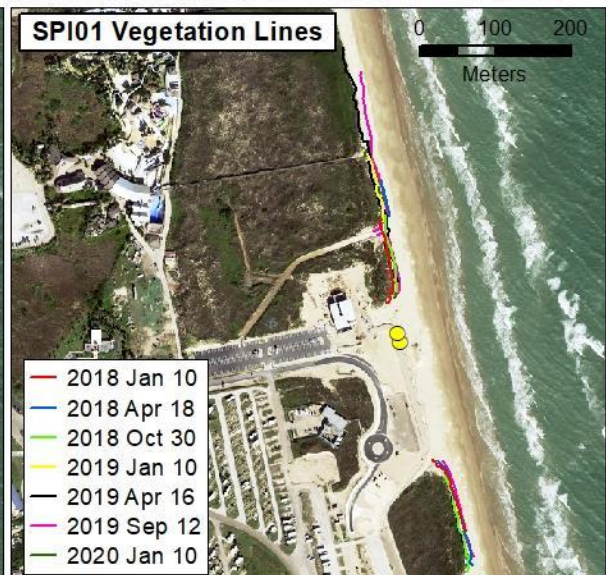 SPI01 Vegetation Lines
0 100 200
Meters
2018 Jan 10
2018 Apr 18
2018 Oct 30
2019 Jan 10
2019 Apr 16
2019 Sep 12
2020 Jan 10